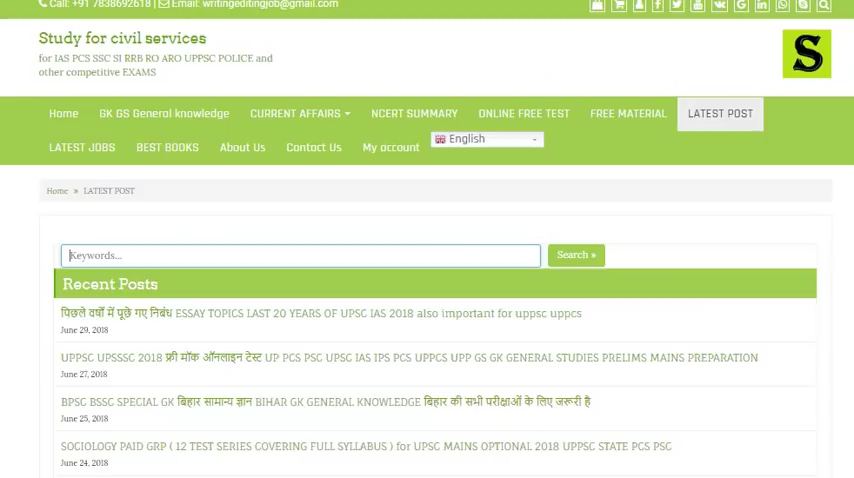 Call: +91 7838692618 | Email: writingeditingjob@gmail.com
Study for civil services
for IAS PCS SSC SI RRB RO ARO UPPSC POLICE and
other competitive EXAMS
S
Home GK GS General knowledge CURRENT AFFAIRS NCERT SUMMARY ONLINE FREE TEST FREE MATERIAL LATEST POST
LATEST JOBS BEST BOOKS About Us Contact Us My account English
Home » LATEST POST
Keywords... Search »
Recent Posts
पिछले वर्षों में पूछे गए निबंध ESSAY TOPICS LAST 20 YEARS OF UPSC IAS 2018 also important for uppsc uppcs
June 29, 2018
UPPSC UPSSSC 2018 फ्री मॉक ऑनलाइन टेस्ट UP PCS PSC UPSC IAS IPS PCS UPPCS UPP GS GK GENERAL STUDIES PRELIMS MAINS PREPARATION
June 27, 2018
BPSC BSSC SPECIAL GK बिहार सामान्य ज्ञान BIHAR GK GENERAL KNOWLEDGE बिहार की सभी परीक्षाओं के लिए जरूरी है
June 25, 2018
SOCIOLOGY PAID GRP ( 12 TEST SERIES COVERING FULL SYLLABUS ) for UPSC MAINS OPTIONAL 2018 UPPSC STATE PCS PSC
June 24, 2018